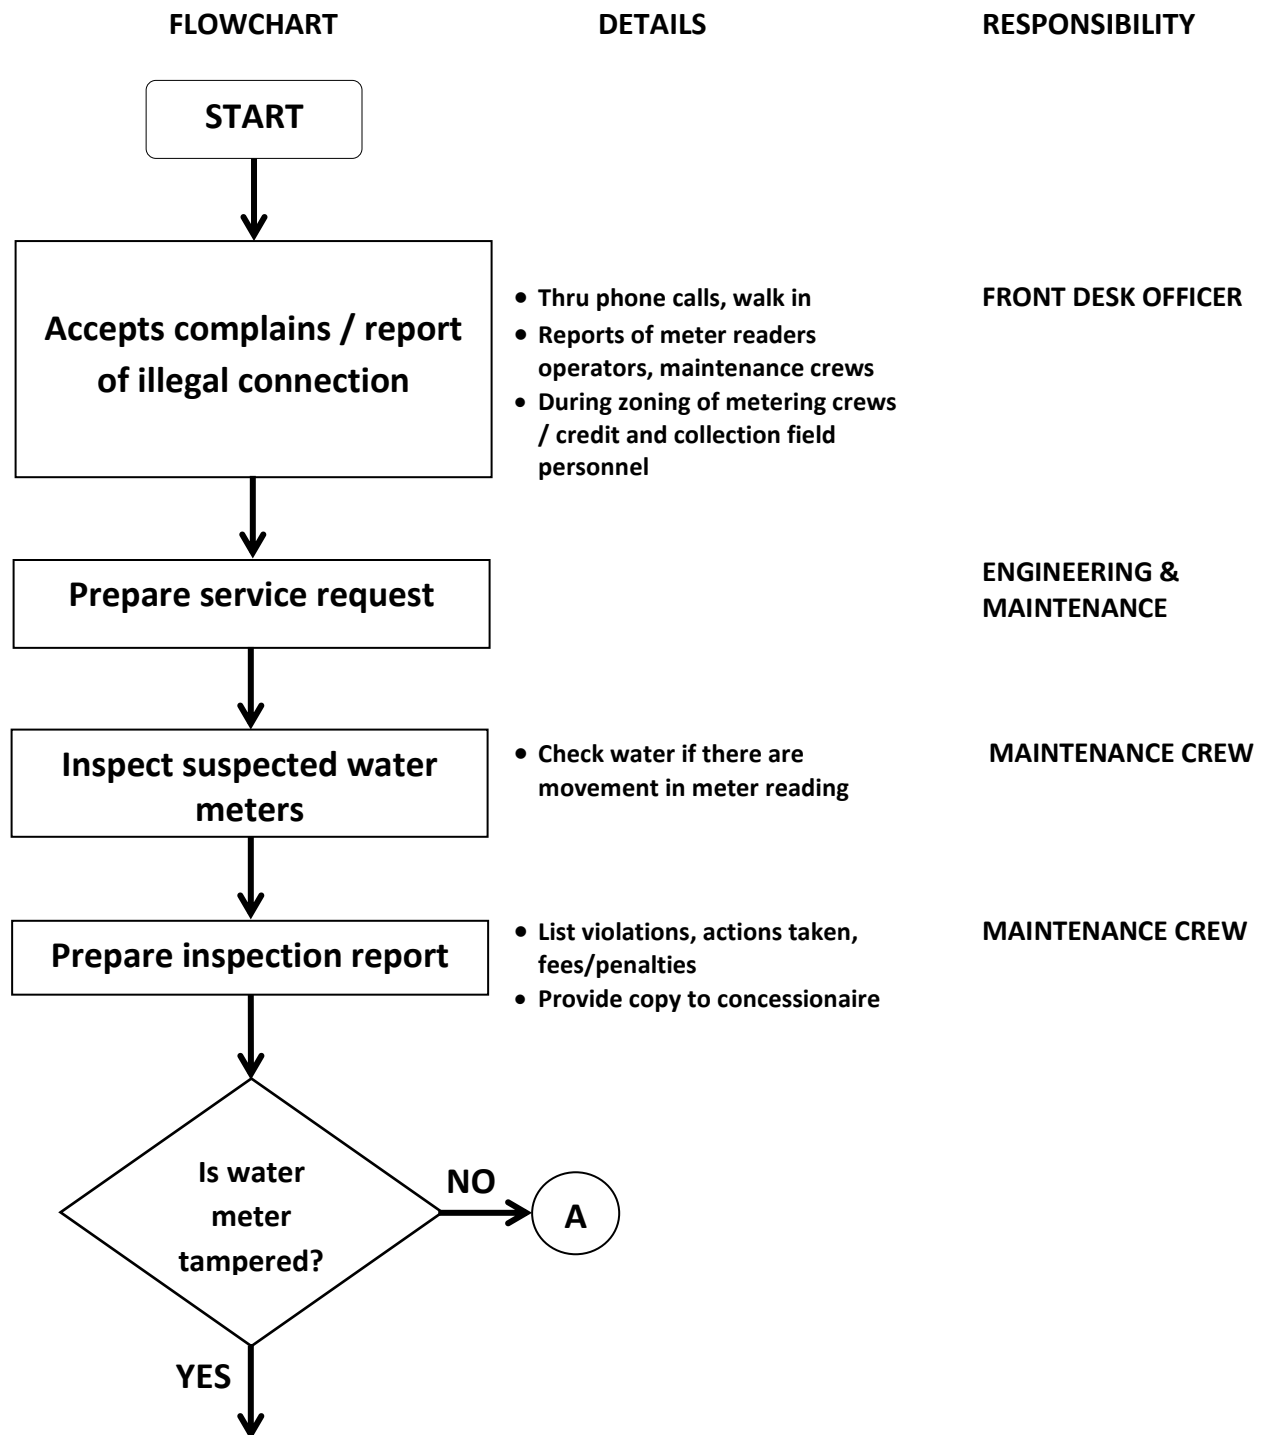 FLOWCHART DETAILS RESPONSIBILITY
START
Accepts complains / report
of illegal connection
• Thru phone calls, walk in
• Reports of meter readers
operators, maintenance crews
• During zoning of metering crews
/ credit and collection field
personnel
FRONT DESK OFFICER
Prepare service request
ENGINEERING &
MAINTENANCE
Inspect suspected water
meters
• Check water if there are
movement in meter reading
MAINTENANCE CREW
Prepare inspection report
• List violations, actions taken,
fees/penalties
• Provide copy to concessionaire
MAINTENANCE CREW
Is water
meter
tampered?
NO
A
YES